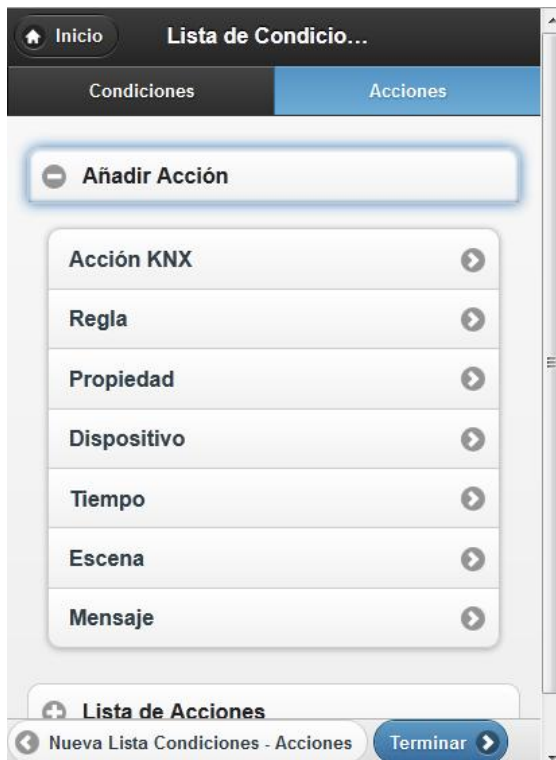 Inicio Lista de Condicio...
Condiciones Acciones
Añadir Acción
Acción KNX
Regla
Propiedad
Dispositivo
Tiempo
Escena
Mensaje
Lista de Acciones
Nueva Lista Condiciones - Acciones Terminar